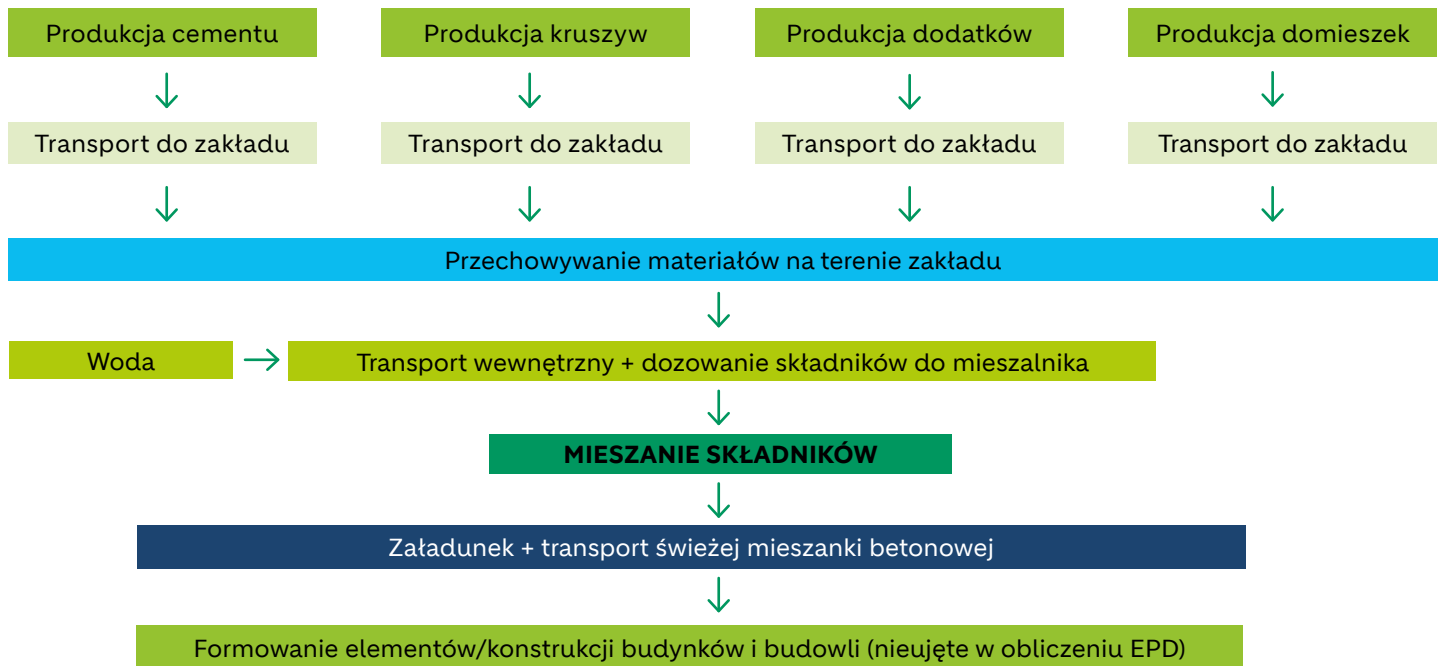 Produkcja cementu
Produkcja kruszyw
Produkcja dodatków
Produkcja domieszek
Transport do zakładu
Transport do zakładu
Transport do zakładu
Transport do zakładu
Przechowywanie materiałów na terenie zakładu
Woda
Transport wewnętrzny + dozowanie składników do mieszalnika
MIESZANIE SKŁADNIKÓW
Załadunek + transport świeżej mieszanki betonowej
Formowanie elementów/konstrukcji budynków i budowli (nieujęte w obliczeniu EPD)